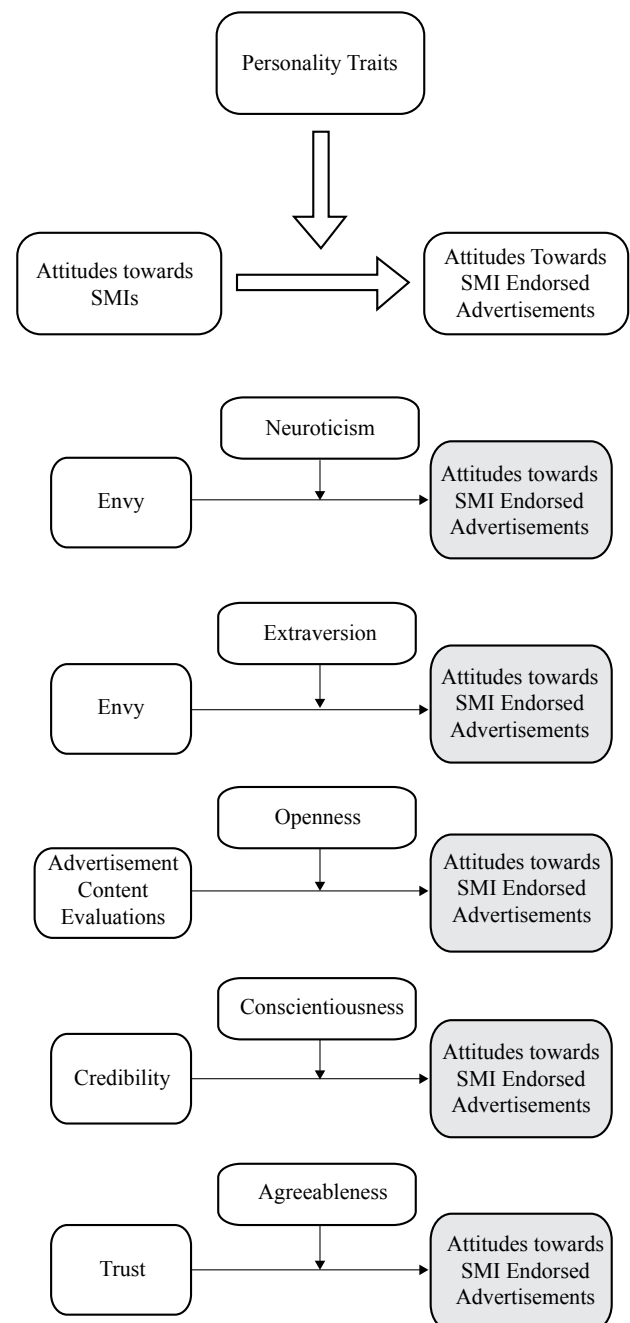 Personality Traits
Attitudes towards
SMIs
Attitudes Towards
SMI Endorsed
Advertisements
Neuroticism
Envy
Attitudes towards
SMI Endorsed
Advertisements
Extraversion
Envy
Attitudes towards
SMI Endorsed
Advertisements
Openness
Advertisement
Content
Evaluations
Attitudes towards
SMI Endorsed
Advertisements
Conscientiousness
Credibility
Attitudes towards
SMI Endorsed
Advertisements
Agreeableness
Trust
Attitudes towards
SMI Endorsed
Advertisements